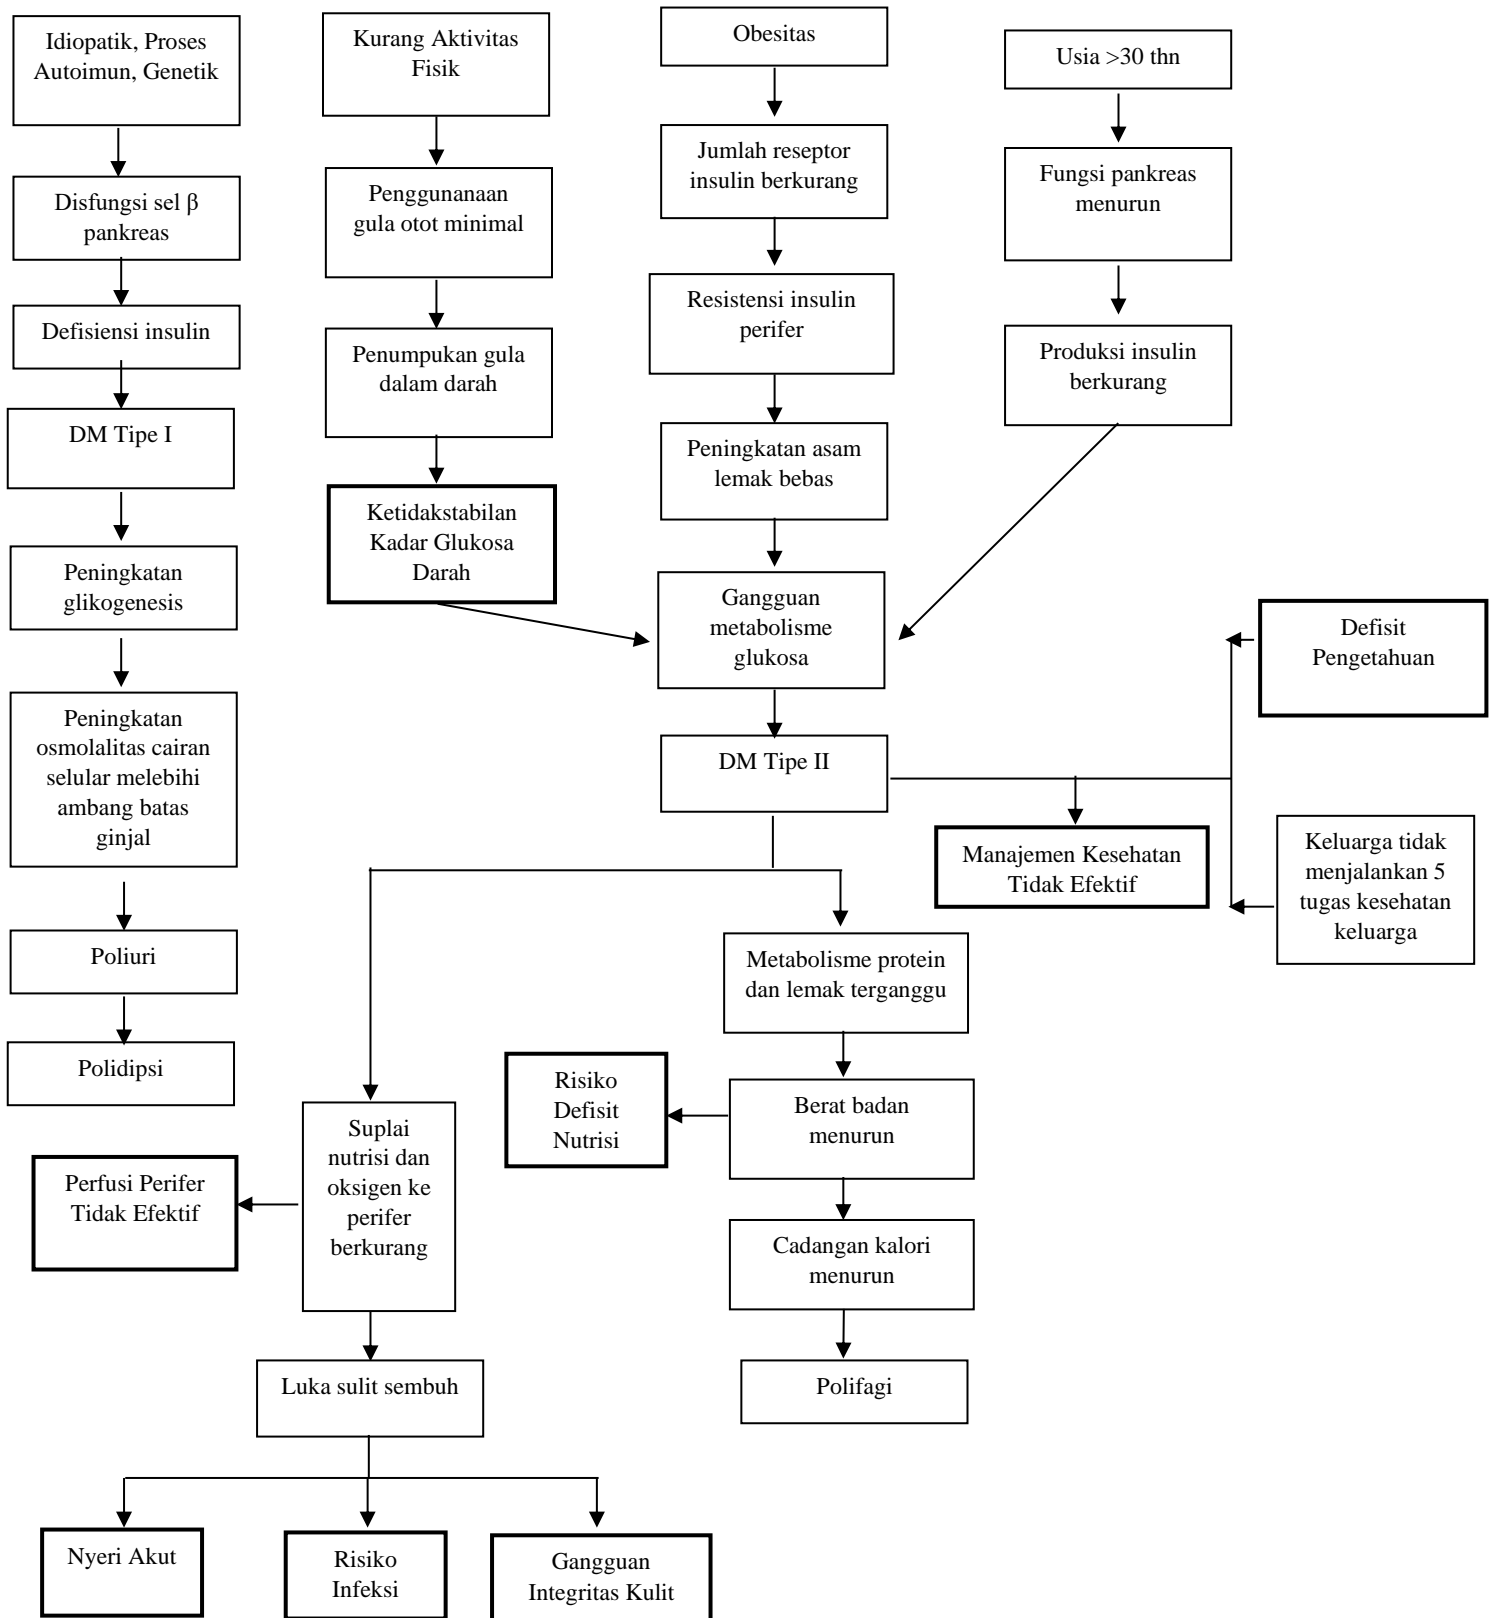 Idiopatik, Proses
Autoimun, Genetik
Kurang Aktivitas
Fisik
Obesitas
Usia >30 thn
Disfungsi sel β
pankreas
Penggunanaan
gula otot minimal
Jumlah reseptor
insulin berkurang
Fungsi pankreas
menurun
Defisiensi insulin
Penumpukan gula
dalam darah
Resistensi insulin
perifer
Produksi insulin
berkurang
DM Tipe I
Ketidakstabilan
Kadar Glukosa
Darah
Peningkatan asam
lemak bebas
Peningkatan
glikogenesis
Gangguan
metabolisme
glukosa
Defisit
Pengetahuan
Peningkatan
osmolalitas cairan
selular melebihi
ambang batas
ginjal
DM Tipe II
Manajemen Kesehatan
Tidak Efektif
Keluarga tidak
menjalankan 5
tugas kesehatan
keluarga
Poliuri
Metabolisme protein
dan lemak terganggu
Polidipsi
Risiko
Defisit
Nutrisi
Berat badan
menurun
Suplai
nutrisi dan
oksigen ke
perifer
berkurang
Perfusi Perifer
Tidak Efektif
Cadangan kalori
menurun
Luka sulit sembuh
Polifagi
Nyeri Akut
Risiko
Infeksi
Gangguan
Integritas Kulit